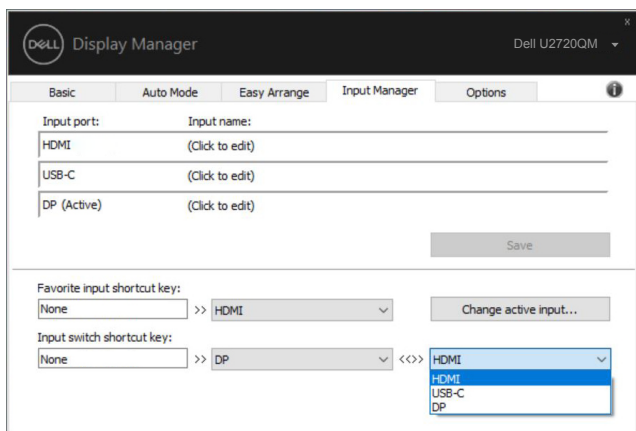 x
DELL Display Manager Dell U2720QM
Basic Auto Mode Easy Arrange Input Manager Options i
Input port: Input name:
HDMI (Click to edit)
USB-C (Click to edit)
DP (Active) (Click to edit)
Save
Favorite input shortcut key:
None >> HDMI Change active input...
Input switch shortcut key:
None >> DP <<>> HDMI
HDMI
USB-C
DP